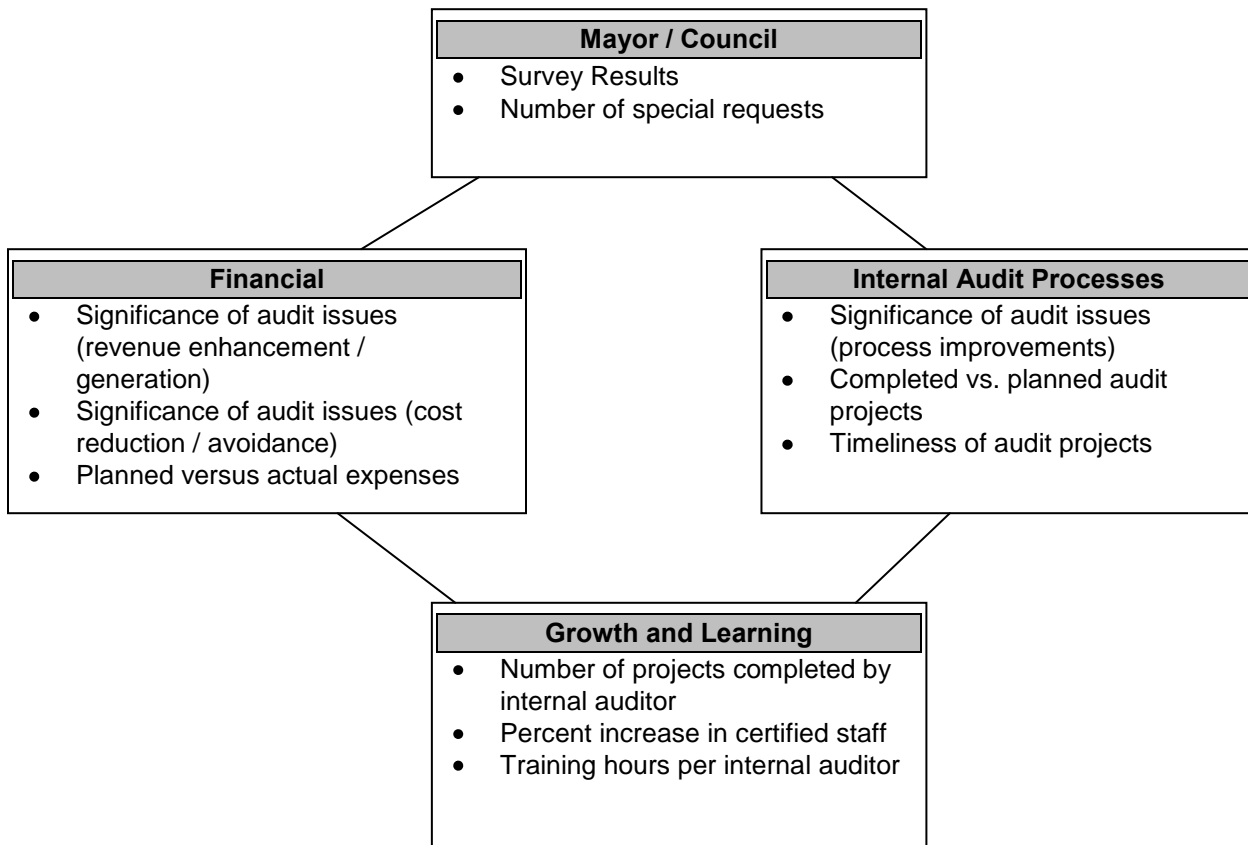 Mayor / Council
• Survey Results
• Number of special requests
Financial
• Significance of audit issues
(revenue enhancement /
generation)
• Significance of audit issues (cost
reduction / avoidance)
• Planned versus actual expenses
Internal Audit Processes
• Significance of audit issues
(process improvements)
• Completed vs. planned audit
projects
• Timeliness of audit projects
Growth and Learning
• Number of projects completed by
internal auditor
• Percent increase in certified staff
• Training hours per internal auditor